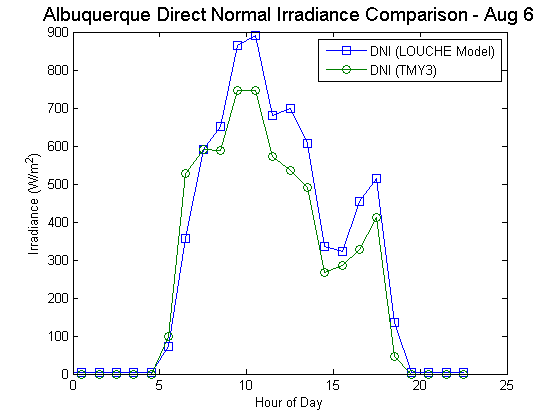 Albuquerque Direct Normal Irradiance Comparison - Aug 6
900
800
700
600
500
400
300
200
100
0
Irradiance (W/m²)
DNI (LOUCHE Model)
DNI (TMY3)
0 5 10 15 20 25
Hour of Day